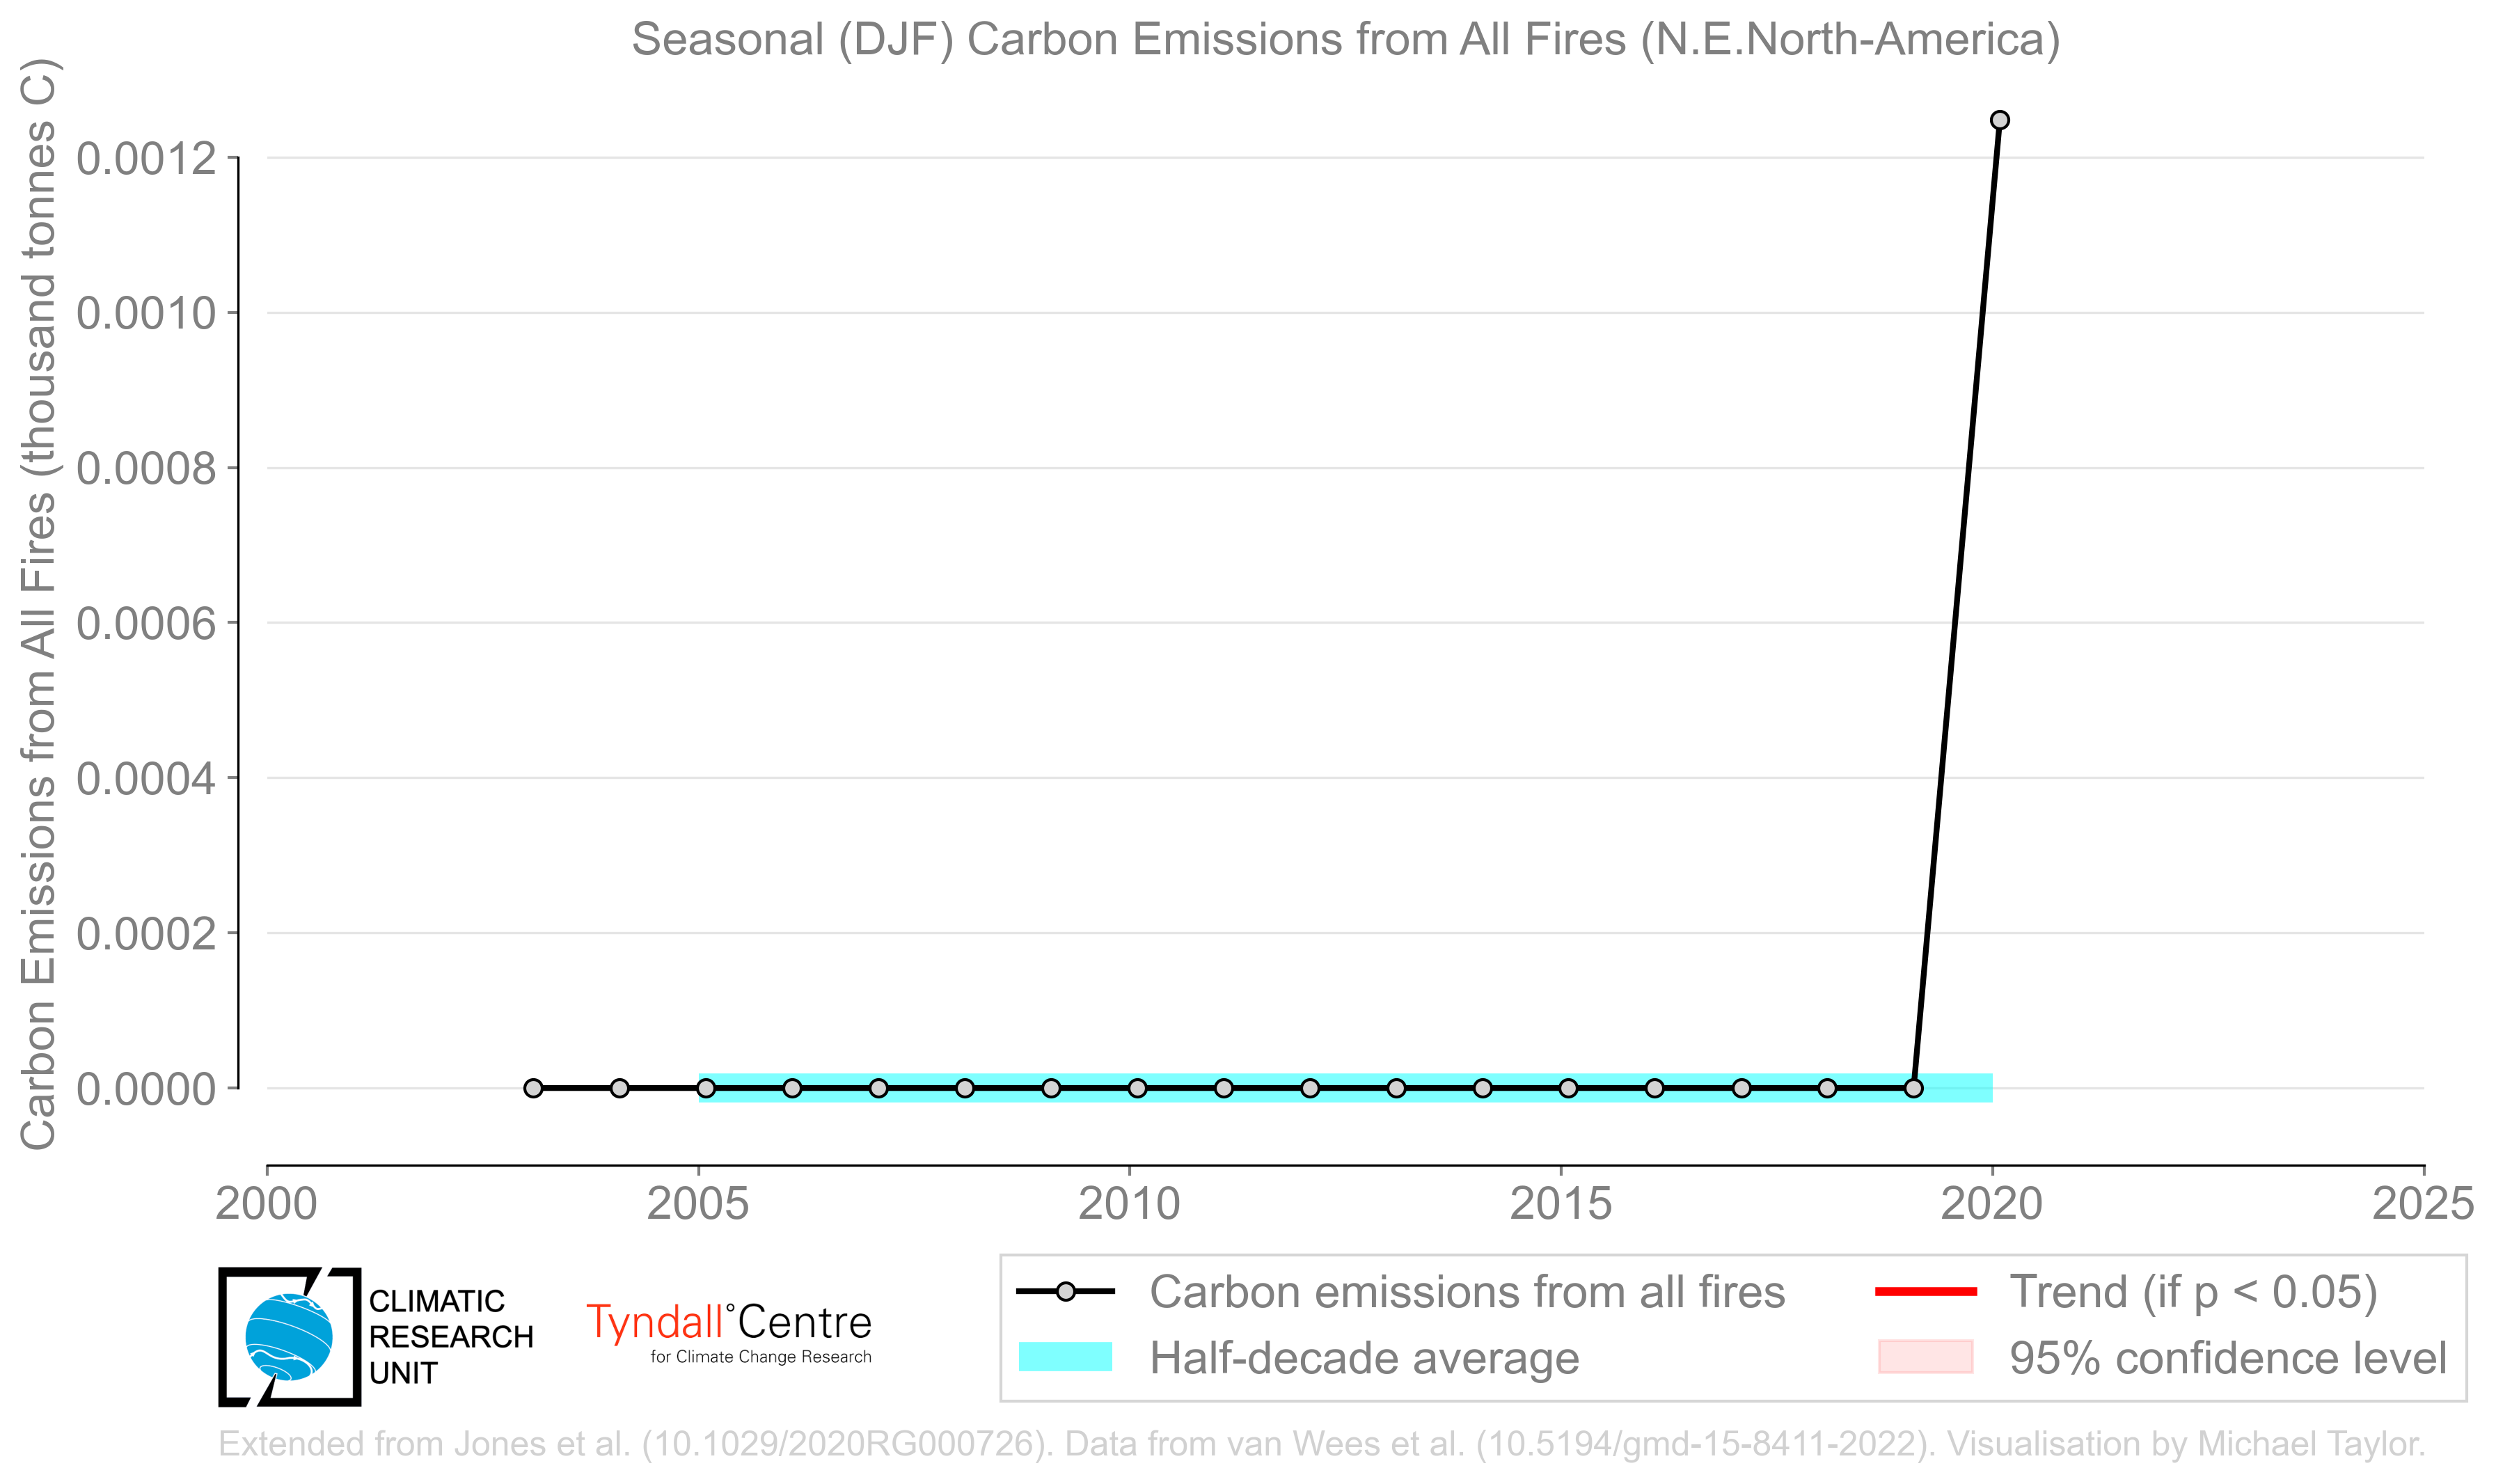 Seasonal (DJF) Carbon Emissions from All Fires (N.E.North-America)
Carbon Emissions from All Fires (thousand tonnes C)
0.0012
0.0010
0.0008
0.0006
0.0004
0.0002
0.0000
2000 2005 2010 2015 2020 2025
CLIMATIC
RESEARCH
UNIT
Tyndall°Centre
for Climate Change Research
Carbon emissions from all fires
Half-decade average
Trend (if p < 0.05)
95% confidence level
Extended from Jones et al. (10.1029/2020RG000726). Data from van Wees et al. (10.5194/gmd-15-8411-2022). Visualisation by Michael Taylor.